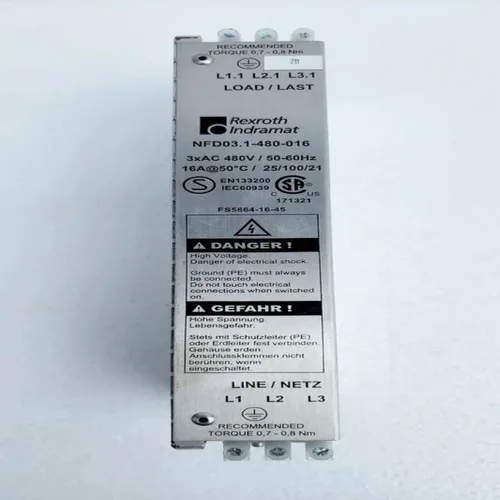 RECOMMENDED
TORQUE 0,7 - 0,8 Nm
L1.1 L2.1 L3.1
LOAD / LAST
Rexroth
Indramat
NFD03.1-480-016
3xAC 480V / 50-60Hz
16A@50°C / 25/100/21
EN133200
IEC60939
171321
FS5864-16-45
DANGER !
High Voltage.
Danger of electrical shock.
Ground (PE) must always
be connected.
Do not touch electrical
connections when switched
on.
GEFAHR !
Hohe Spannung.
Lebensgefahr.
Stets mit Schutzleiter (PE)
oder Erdleiter fest verbinden.
Gehäuse erden.
Anschlussklemmen nicht
berühren, wenn
eingeschaltet.
LINE / NETZ
L1 L2 L3
RECOMMENDED
TORQUE 0,7 - 0,8 Nm